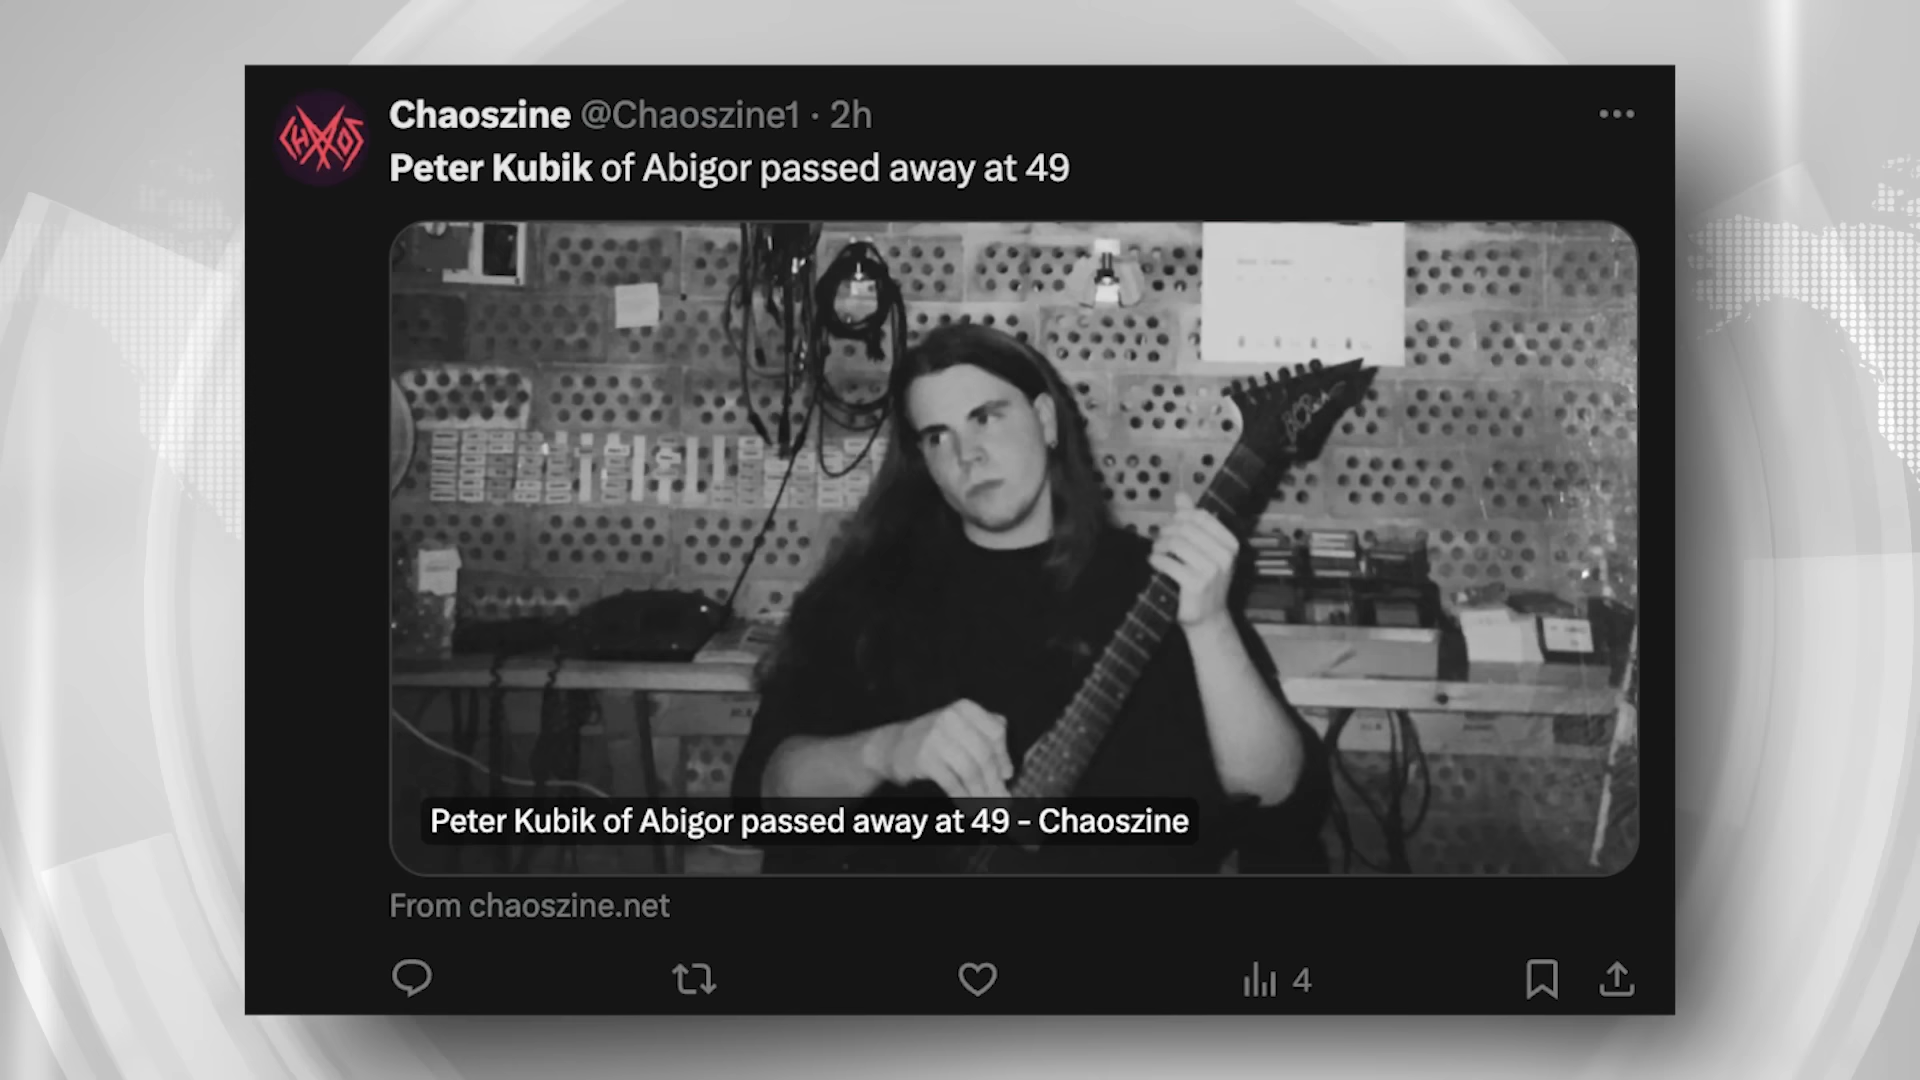 CHAOS
Chaoszine @Chaoszine1 · 2h
Peter Kubik of Abigor passed away at 49
Peter Kubik of Abigor passed away at 49 - Chaoszine
From chaoszine.net
4